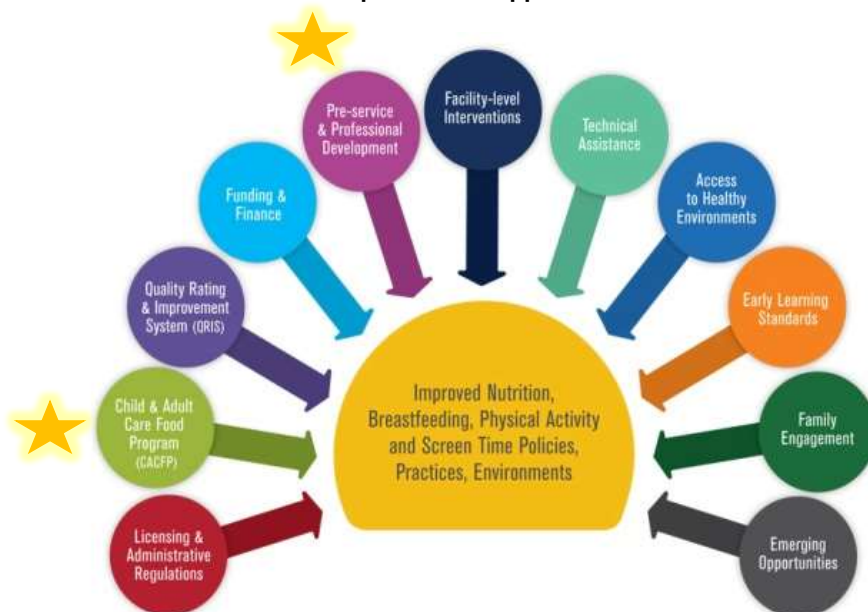 Pre-service
& Professional
Development
Facility-level
Interventions
Technical
Assistance
Funding &
Finance
Access
to Healthy
Environments
Quality Rating
& Improvement
System (QRIS)
Early Learning
Standards
Child & Adult
Care Food
Program
(CACFP)
Improved Nutrition,
Breastfeeding, Physical Activity
and Screen Time Policies,
Practices, Environments
Family
Engagement
Licensing &
Administrative
Regulations
Emerging
Opportunities